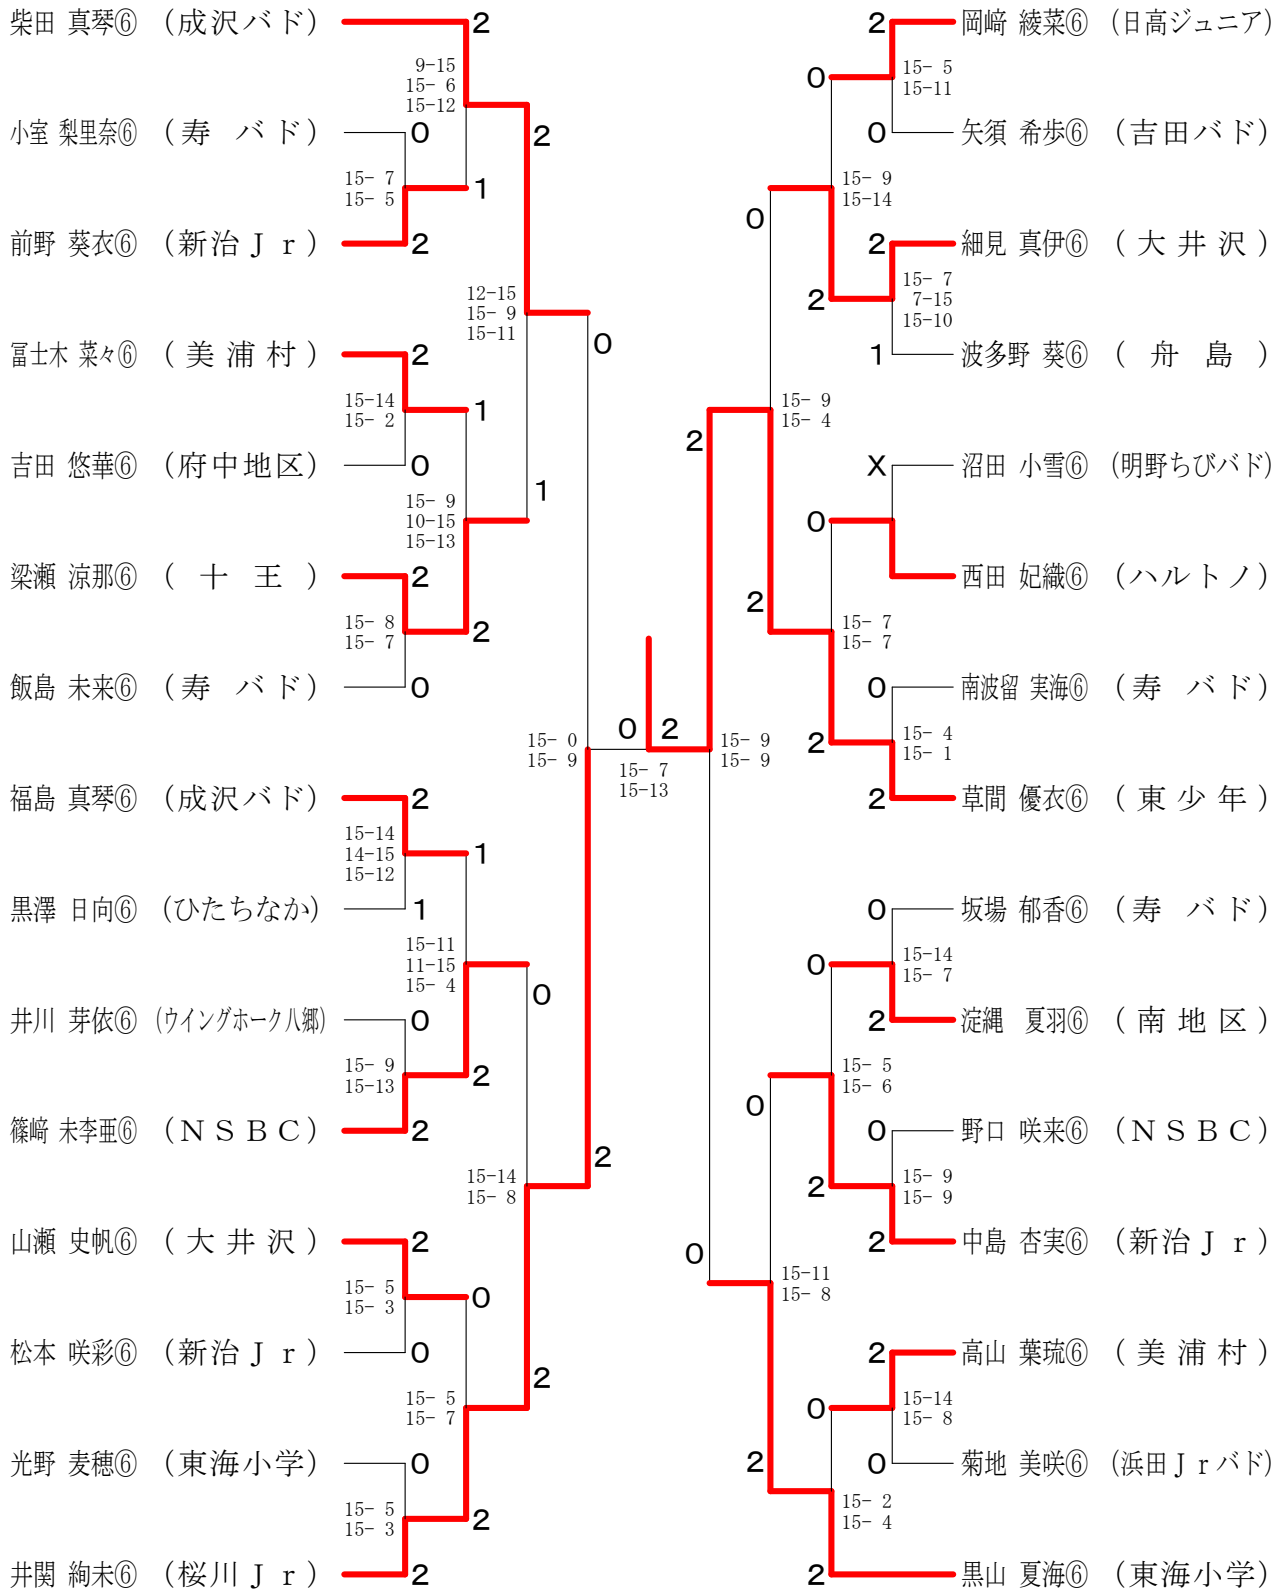 柴田 真琴⑥ （成沢バド） 2
9-15
15- 6
15-12
2
小室 梨里奈⑥ （寿 バド） 0
15- 7
15- 5
1
前野 葵衣⑥ （新治Ｊｒ） 2
12-15
15- 9
15-11
0
冨士木 菜々⑥ （美浦村） 2
15-14
15- 2
1
吉田 悠華⑥ （府中地区） 0
1
15- 9
10-15
15-13
梁瀬 涼那⑥ （十王） 2
15- 8
15- 7
2
飯島 未来⑥ （寿 バド） 0
15- 0
15- 9
福島 真琴⑥ （成沢バド） 2
15-14
14-15
15-12
1
黒澤 日向⑥ （ひたちなか） 1
15-11
11-15
15- 4
0
井川 芽依⑥ （ウイングホーク八郷） 0
15- 9
15-13
2
篠﨑 未李亜⑥ （ＮＳＢＣ） 2
15-14
15- 8
2
山瀬 史帆⑥ （大井沢） 2
15- 5
15- 3
0
松本 咲彩⑥ （新治Ｊｒ） 0
2
15- 5
15- 7
光野 麦穂⑥ （東海小学） 0
15- 5
15- 3
2
井関 絢未⑥ （桜川Ｊｒ） 2
0 2
15- 7
15-13
2 岡﨑 綾菜⑥ （日高ジュニア）
0
15- 5
15-11
0 矢須 希歩⑥ （吉田バド）
15- 9
15-14
0
2 細見 真伊⑥ （大井沢）
2
15- 7
7-15
15-10
1 波多野 葵⑥ （舟島）
15- 9
15- 4
2
X 沼田 小雪⑥ （明野ちびバド）
0
西田 妃織⑥ （ハルトノ）
2
15- 7
15- 7
0 南波留 実海⑥ （寿 バド）
2
15- 4
15- 1
2 草間 優衣⑥ （東少年）
15- 9
15- 9
0 坂場 郁香⑥ （寿 バド）
0
15-14
15- 7
2 淀縄 夏羽⑥ （南地区）
15- 5
15- 6
0
0 野口 咲来⑥ （ＮＳＢＣ）
2
15- 9
15- 9
2 中島 杏実⑥ （新治Ｊｒ）
0
15-11
15- 8
2 高山 葉琉⑥ （美浦村）
0
15-14
15- 8
0 菊地 美咲⑥ （浜田Ｊｒバド）
2
15- 2
15- 4
2 黒山 夏海⑥ （東海小学）